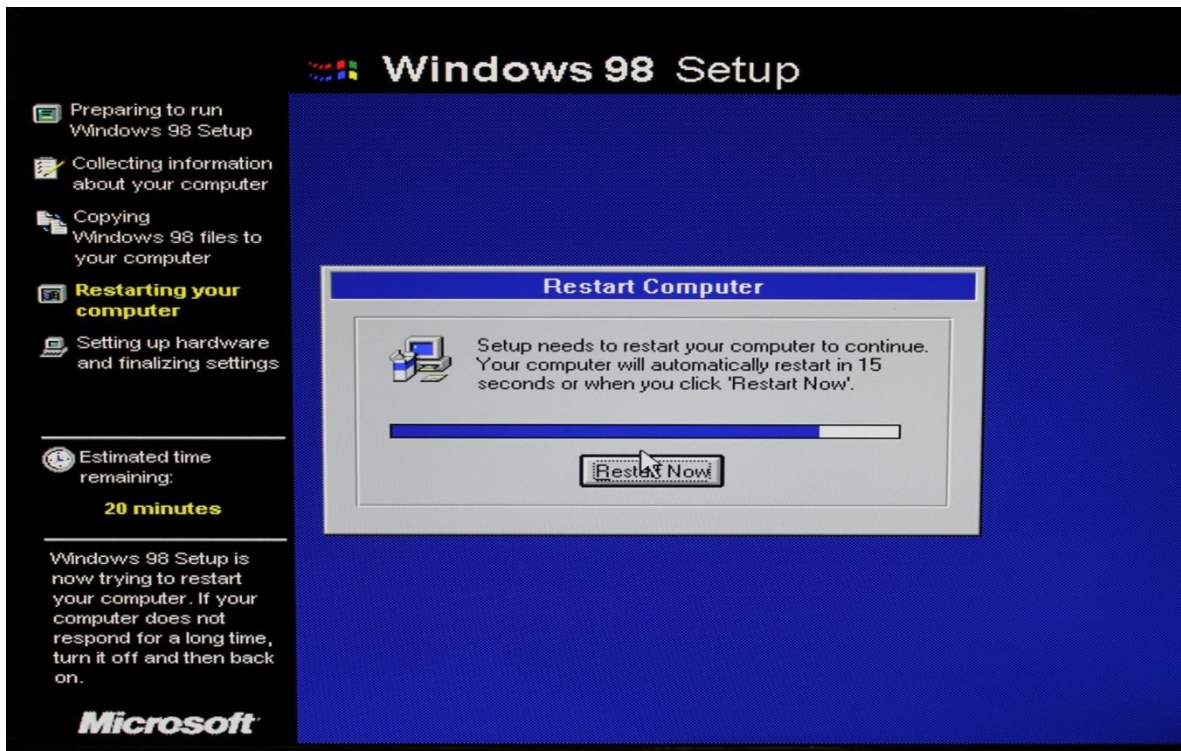 Windows 98 Setup
Preparing to run
Windows 98 Setup
Collecting information
about your computer
Copying
Windows 98 files to
your computer
Restarting your
computer
Setting up hardware
and finalizing settings
Estimated time
remaining:
20 minutes
Windows 98 Setup is
now trying to restart
your computer. If your
computer does not
respond for a long time,
turn it off and then back
on.
Microsoft
Restart Computer
Setup needs to restart your computer to continue.
Your computer will automatically restart in 15
seconds or when you click 'Restart Now'.
Restart Now